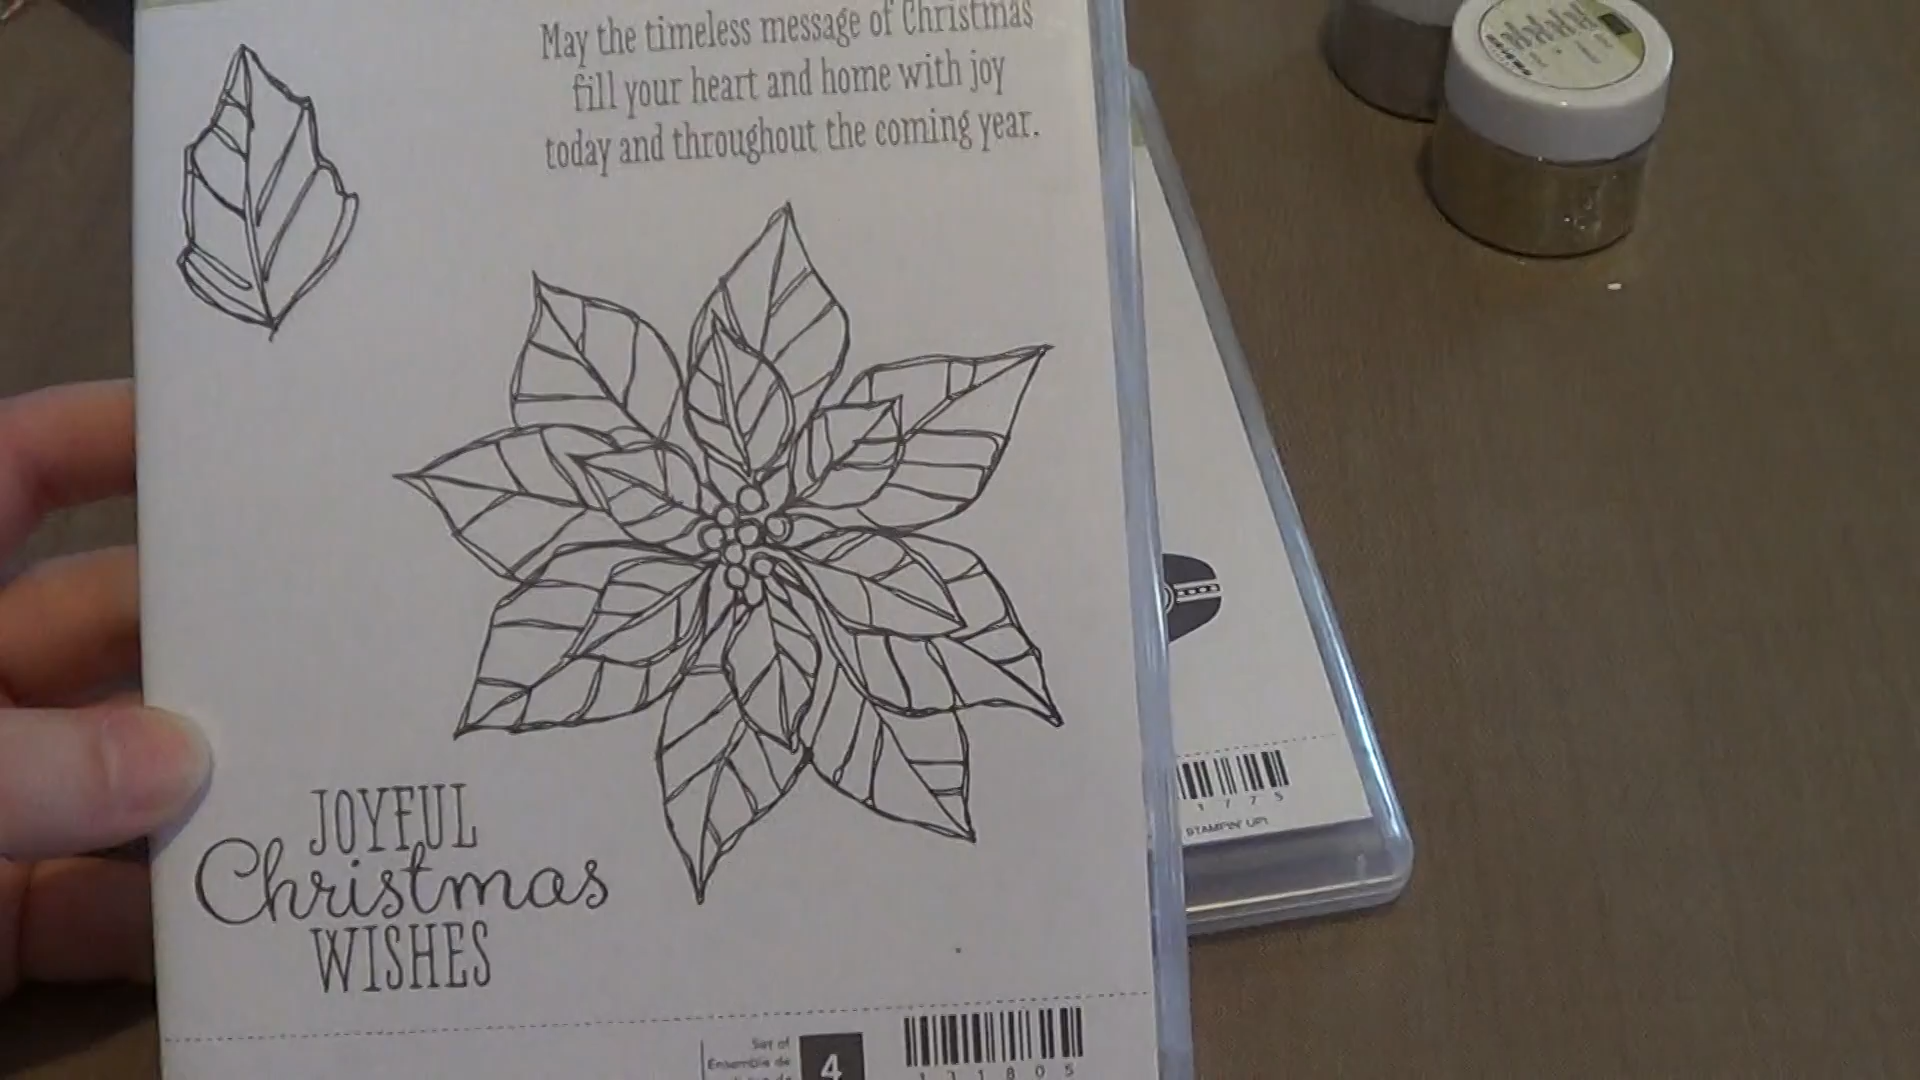 May the timeless message of Christmas
fill your heart and home with joy
today and throughout the coming year.
JOYFUL
Christmas
WISHES
Set of
Ensemble de
4
1775
STAMPIN' UP!